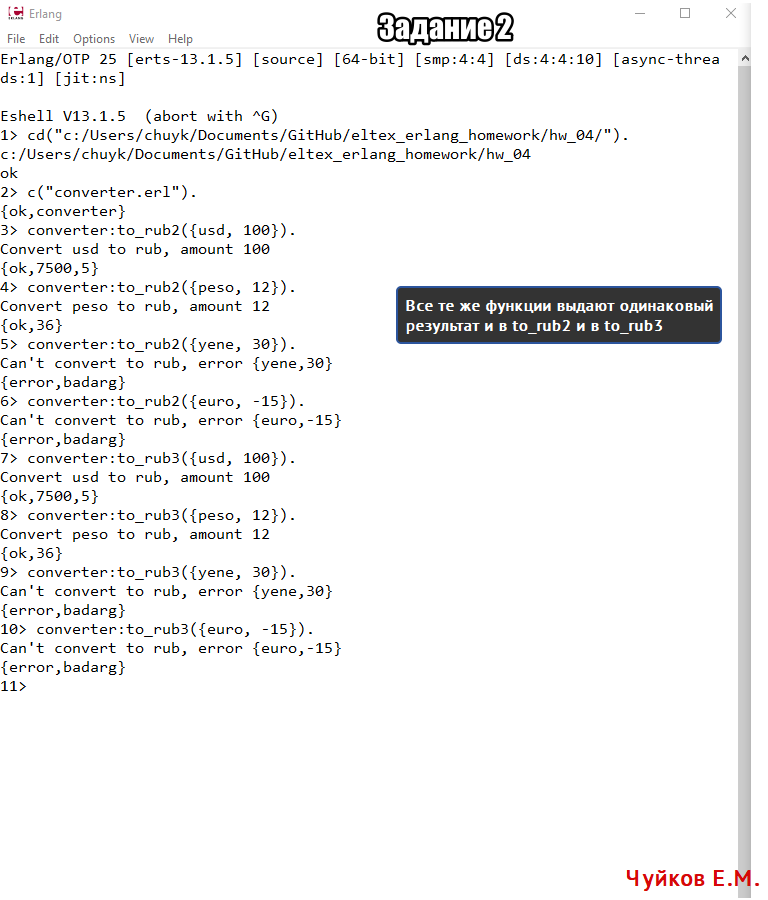 Erlang
Задание 2
File Edit Options View Help
Erlang/OTP 25 [erts-13.1.5] [source] [64-bit] [smp:4:4] [ds:4:4:10] [async-threa
ds:1] [jit:ns]
Eshell V13.1.5  (abort with ^G)
1> cd("c:/Users/chuyk/Documents/GitHub/eltex_erlang_homework/hw_04/").
c:/Users/chuyk/Documents/GitHub/eltex_erlang_homework/hw_04
ok
2> c("converter.erl").
{ok,converter}
3> converter:to_rub2({usd, 100}).
Convert usd to rub, amount 100
{ok,7500,5}
4> converter:to_rub2({peso, 12}).
Convert peso to rub, amount 12
{ok,36}
5> converter:to_rub2({yene, 30}).
Can't convert to rub, error {yene,30}
{error,badarg}
6> converter:to_rub2({euro, -15}).
Can't convert to rub, error {euro,-15}
{error,badarg}
7> converter:to_rub3({usd, 100}).
Convert usd to rub, amount 100
{ok,7500,5}
8> converter:to_rub3({peso, 12}).
Convert peso to rub, amount 12
{ok,36}
9> converter:to_rub3({yene, 30}).
Can't convert to rub, error {yene,30}
{error,badarg}
10> converter:to_rub3({euro, -15}).
Can't convert to rub, error {euro,-15}
{error,badarg}
11>
Все те же функции выдают одинаковый
результат и в to_rub2 и в to_rub3
Чуйков Е.М.